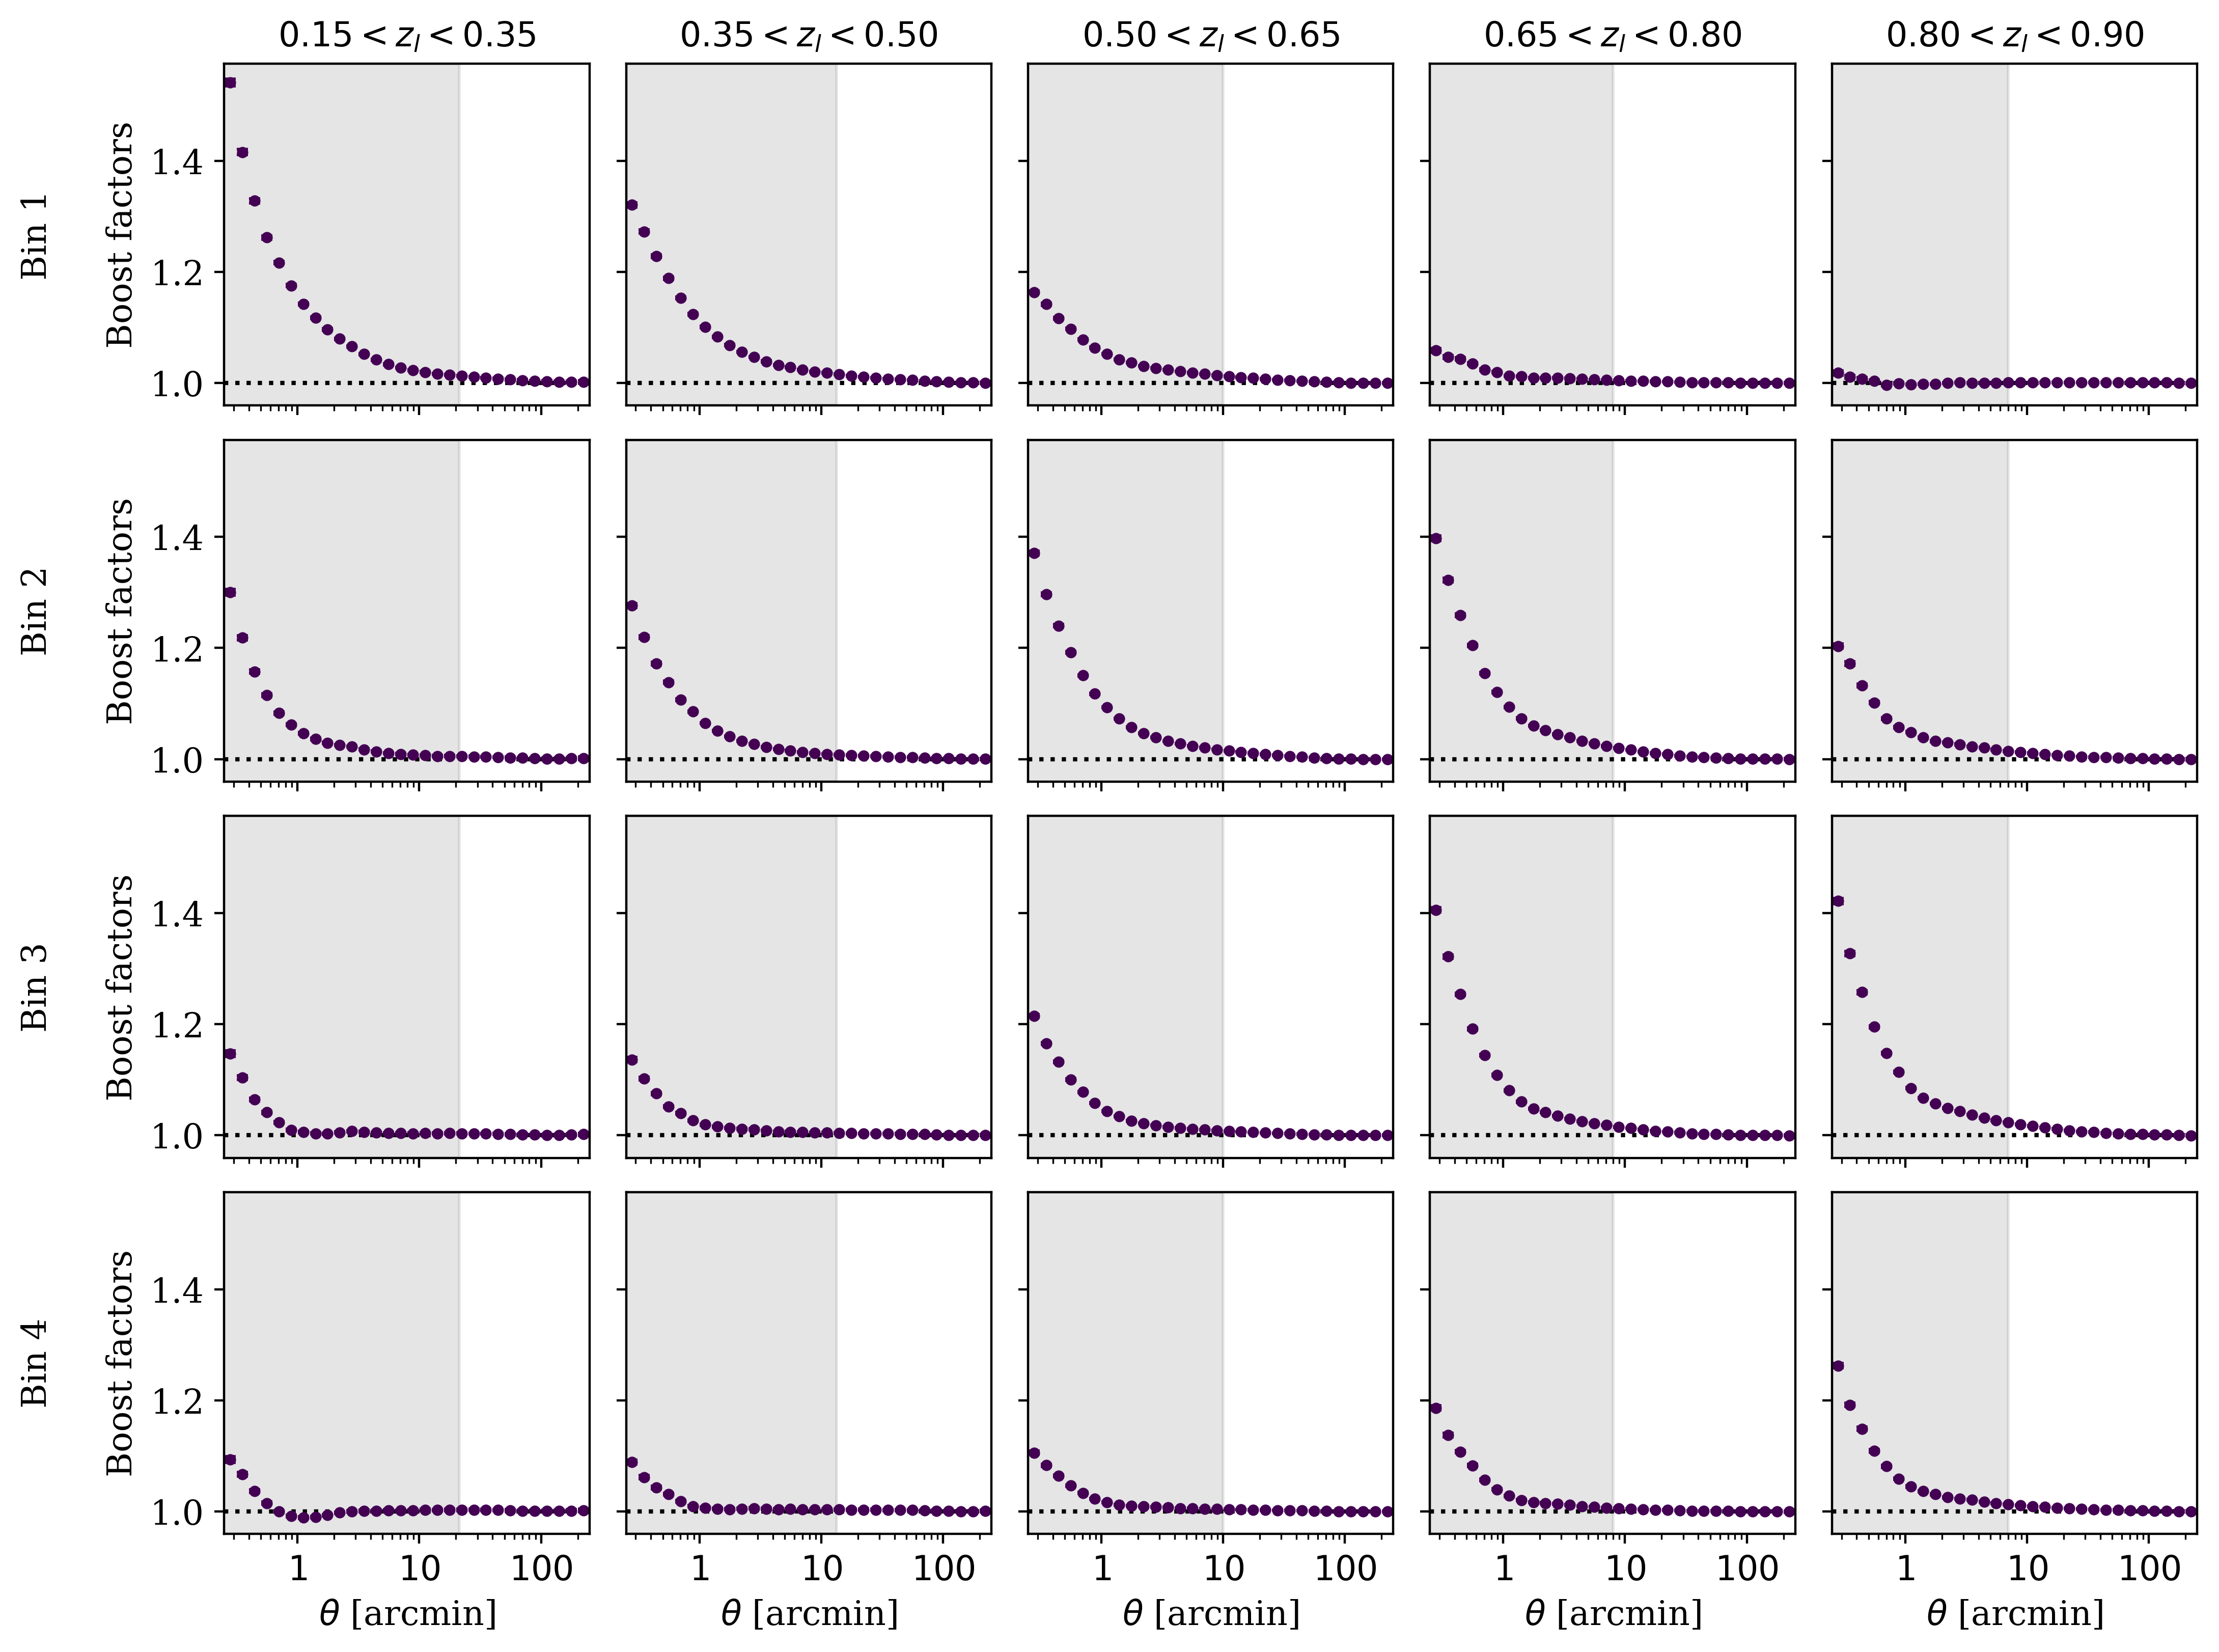 0.15 < z_l < 0.35 0.35 < z_l < 0.50 0.50 < z_l < 0.65 0.65 < z_l < 0.80 0.80 < z_l < 0.90
Bin 1
Boost factors
1.4
1.2
1.0
Bin 2
Boost factors
1.4
1.2
1.0
Bin 3
Boost factors
1.4
1.2
1.0
Bin 4
Boost factors
1.4
1.2
1.0
1 10 100 1 10 100 1 10 100 1 10 100 1 10 100
θ [arcmin] θ [arcmin] θ [arcmin] θ [arcmin] θ [arcmin]